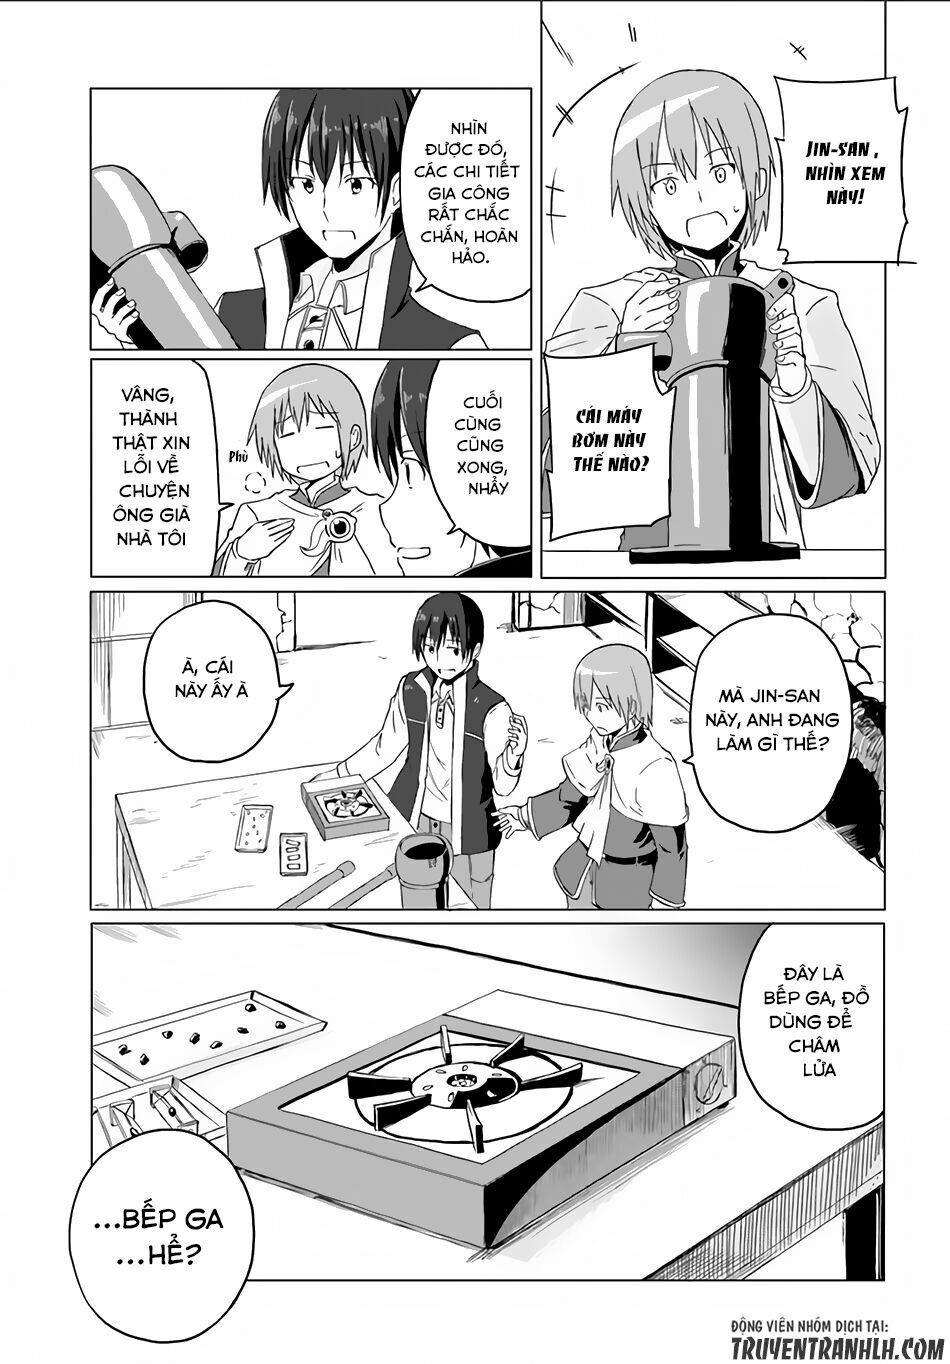 JIN-SAN,
NHÌN XEM
NÀY!
CÁI MÁY
BƠM NÀY
THẾ NÀO?
NHÌN
ĐƯỢC ĐÓ,
CÁC CHI TIẾT
GIA CÔNG
RẤT CHẮC
CHẮN, HOÀN
HẢO.
CUỐI
CÙNG
CŨNG
XONG,
NHẨY
Phù
VÂNG,
THÀNH
THẬT XIN
LỖI VỀ
CHUYỆN
ÔNG GIÀ
NHÀ TÔI
MÀ JIN-SAN
NÀY, ANH ĐANG
LÀM GÌ THẾ?
À, CÁI
NÀY ẤY À
ĐÂY LÀ
BẾP GA, ĐỒ
DÙNG ĐỂ
CHÂM
LỬA
...BẾP GA
...HỂ?
ĐỘNG VIÊN NHÓM DỊCH TẠI:
TRUYENTRANHLH.COM